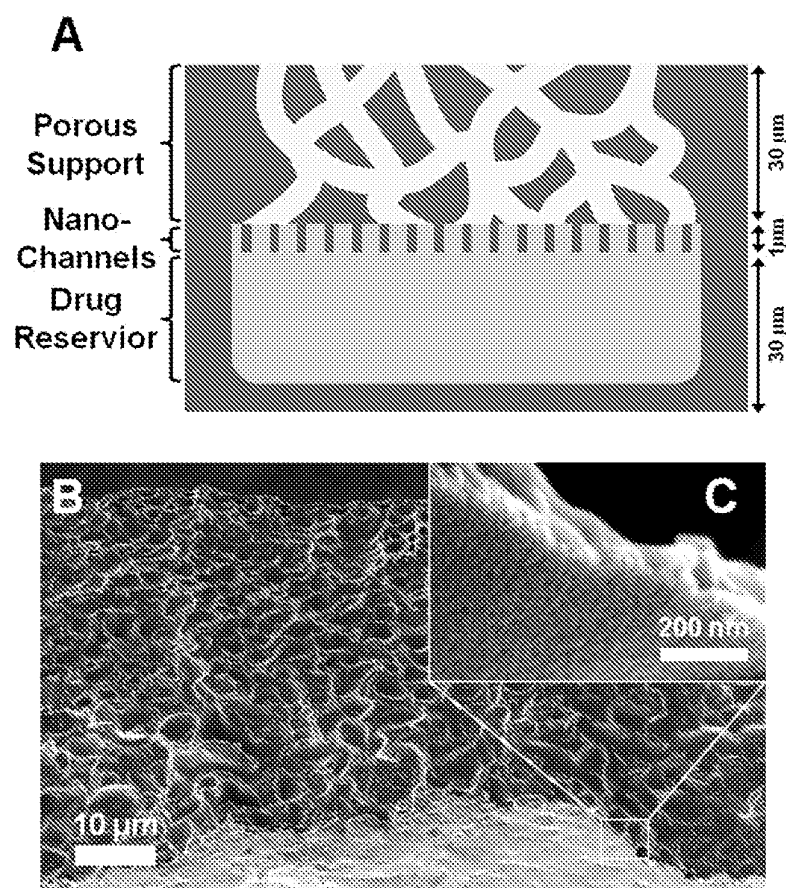 A
Porous
Support
Nano-
Channels
Drug
Reservior
30 µm
1µm
30 µm
B
C
200 nm
10 µm